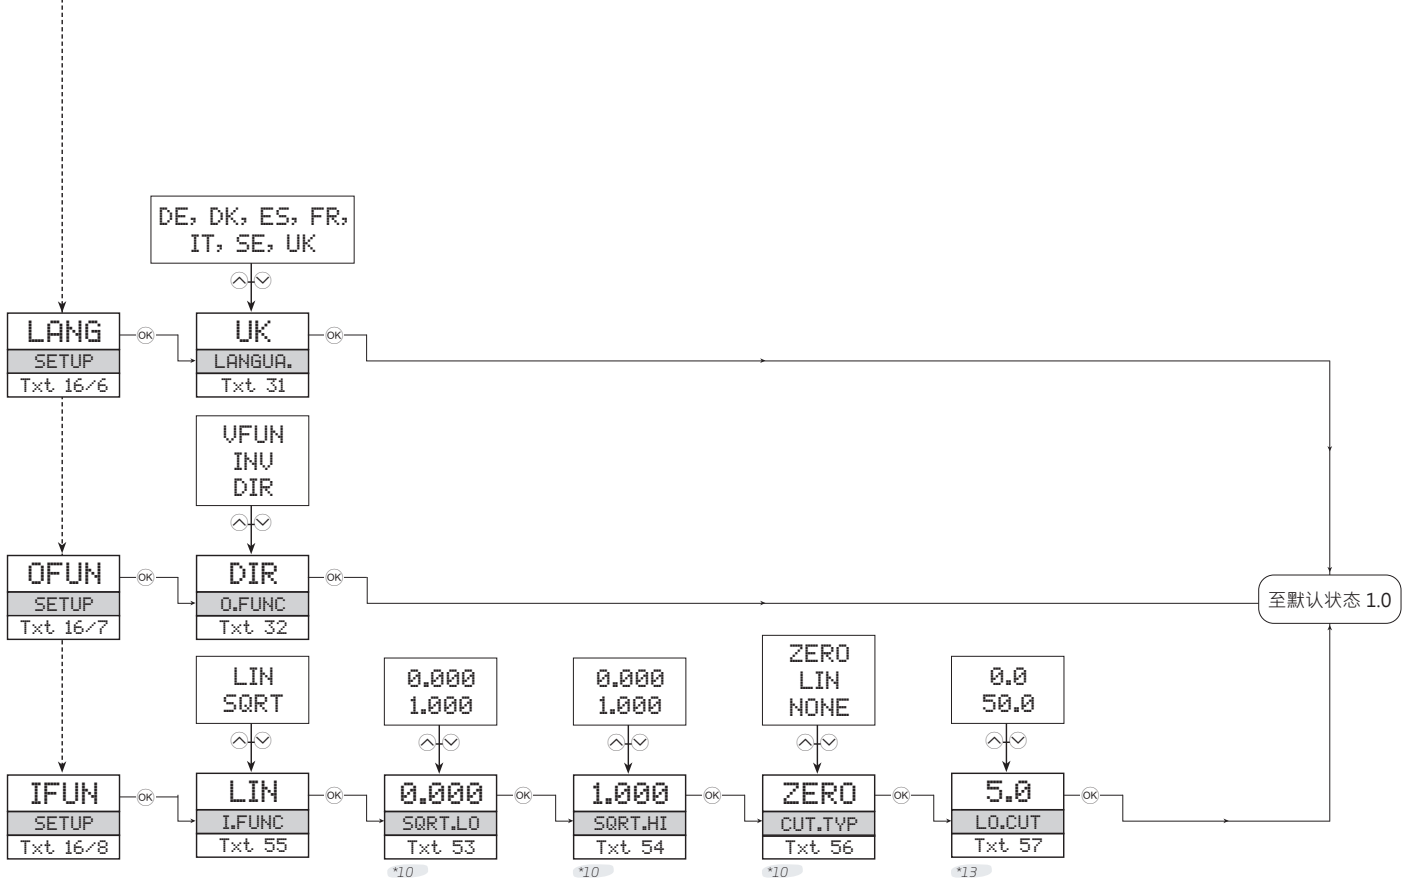 DE, DK, ES, FR,
IT, SE, UK
LANG
SETUP
Txt 16/6
OK
UK
LANGUA.
Txt 31
OK
VFUN
INV
DIR
OFUN
SETUP
Txt 16/7
OK
DIR
O.FUNC
Txt 32
OK
至默认状态 1.0
LIN
SQRT
0.000
1.000
0.000
1.000
ZERO
LIN
NONE
0.0
50.0
IFUN
SETUP
Txt 16/8
OK
LIN
I.FUNC
Txt 55
OK
0.000
SQRT.LO
Txt 53
*10
OK
1.000
SQRT.HI
Txt 54
*10
OK
ZERO
CUT.TYP
Txt 56
*10
OK
5.0
LO.CUT
Txt 57
*13
OK